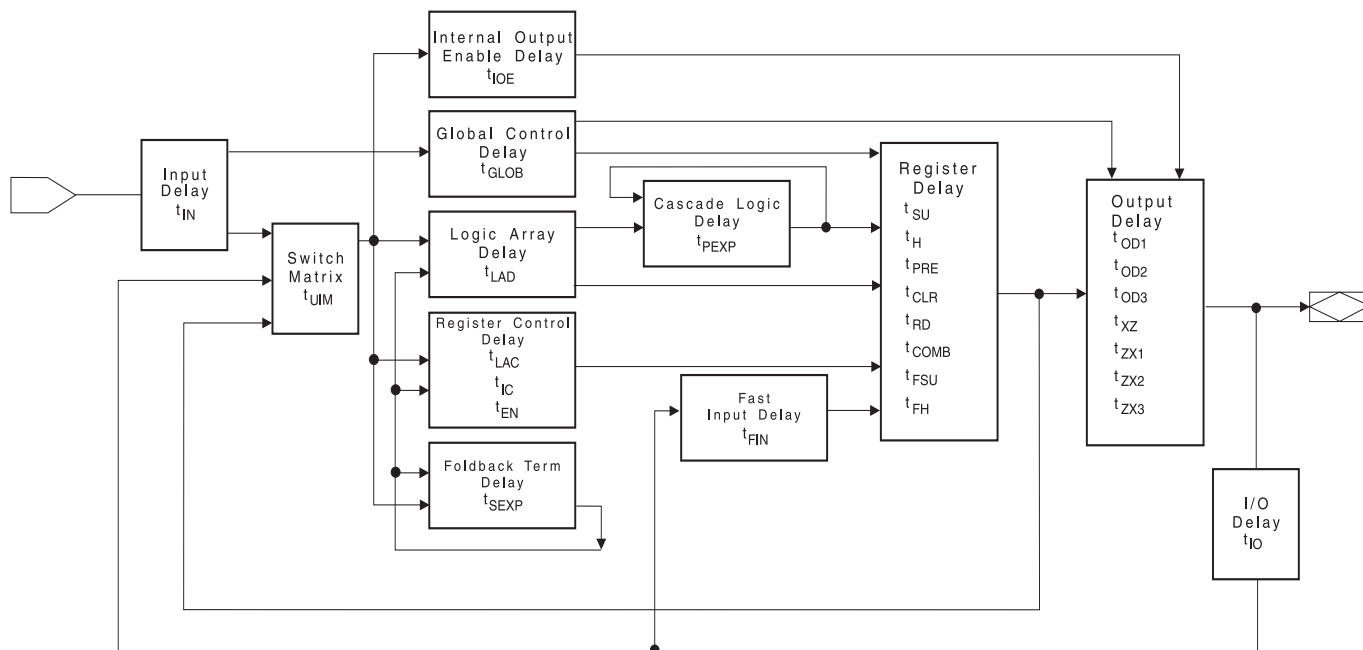 Internal Output
Enable Delay
tIOE
Global Control
Delay
tGLOB
Input
Delay
tIN
Switch
Matrix
tUIM
Logic Array
Delay
tLAD
Cascade Logic
Delay
tPEXP
Register Control
Delay
tLAC
tIC
tEN
Foldback Term
Delay
tSEXP
Fast
Input Delay
tFIN
Register
Delay
tSU
tH
tPRE
tCLR
tRD
tCOMB
tFSU
tFH
Output
Delay
tOD1
tOD2
tOD3
tXZ
tZX1
tZX2
tZX3
I/O
Delay
tIO